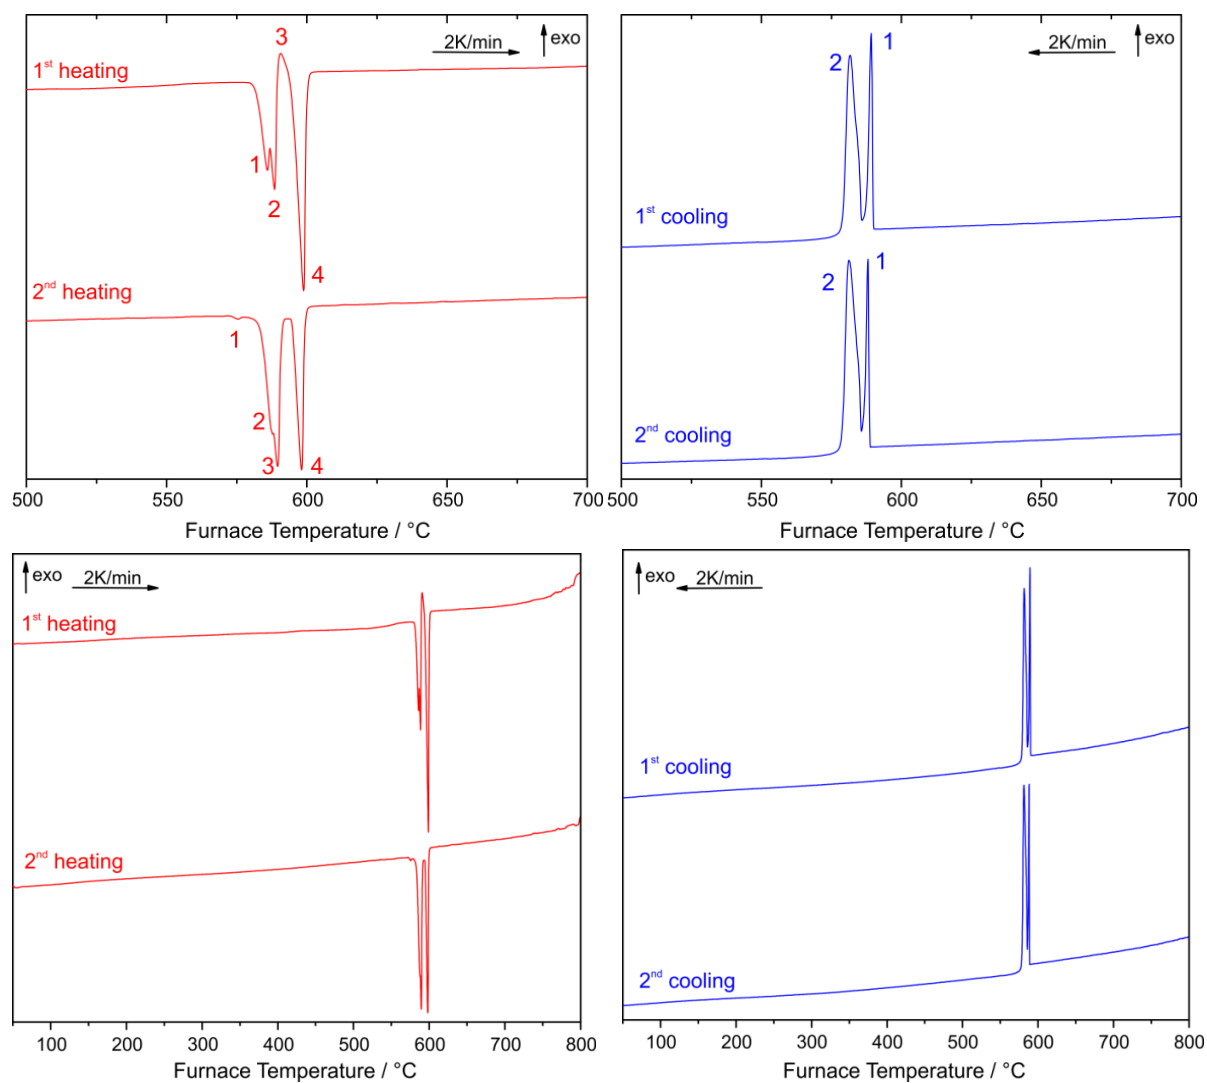 3
2K/min
exo
1st heating
1
2
4
2nd heating
1
2
3
4
500
550
600
650
700
Furnace Temperature / °C
2K/min
exo
1
2
1st cooling
1
2
2nd cooling
500
550
600
650
700
Furnace Temperature / °C
exo
2K/min
1st heating
2nd heating
100
200
300
400
500
600
700
800
Furnace Temperature / °C
exo
2K/min
1st cooling
2nd cooling
100
200
300
400
500
600
700
800
Furnace Temperature / °C